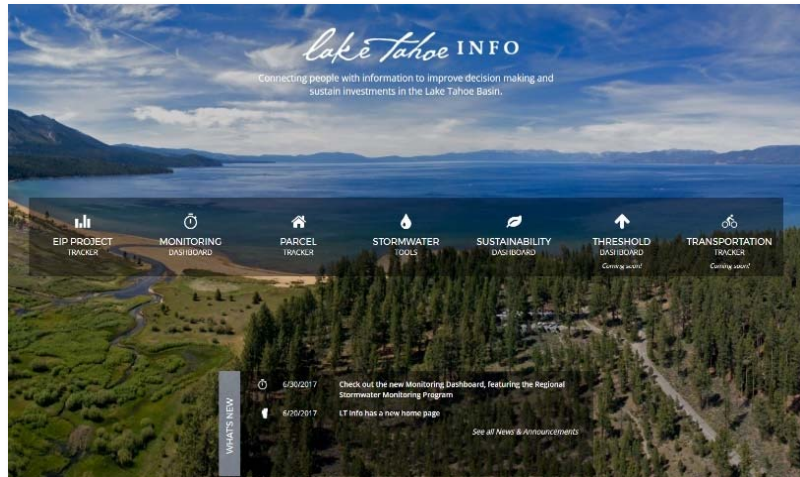 lake Tahoe INFO
Connecting people with information to improve decision making and
sustain investments in the Lake Tahoe Basin.
EIP PROJECT
TRACKER
MONITORING
DASHBOARD
PARCEL
TRACKER
STORMWATER
TOOLS
SUSTAINABILITY
DASHBOARD
THRESHOLD
DASHBOARD
Coming soon!
TRANSPORTATION
TRACKER
Coming soon!
WHAT'S NEW
6/30/2017 Check out the new Monitoring Dashboard, featuring the Regional
Stormwater Monitoring Program
6/20/2017 LT Info has a new home page
See all News & Announcements